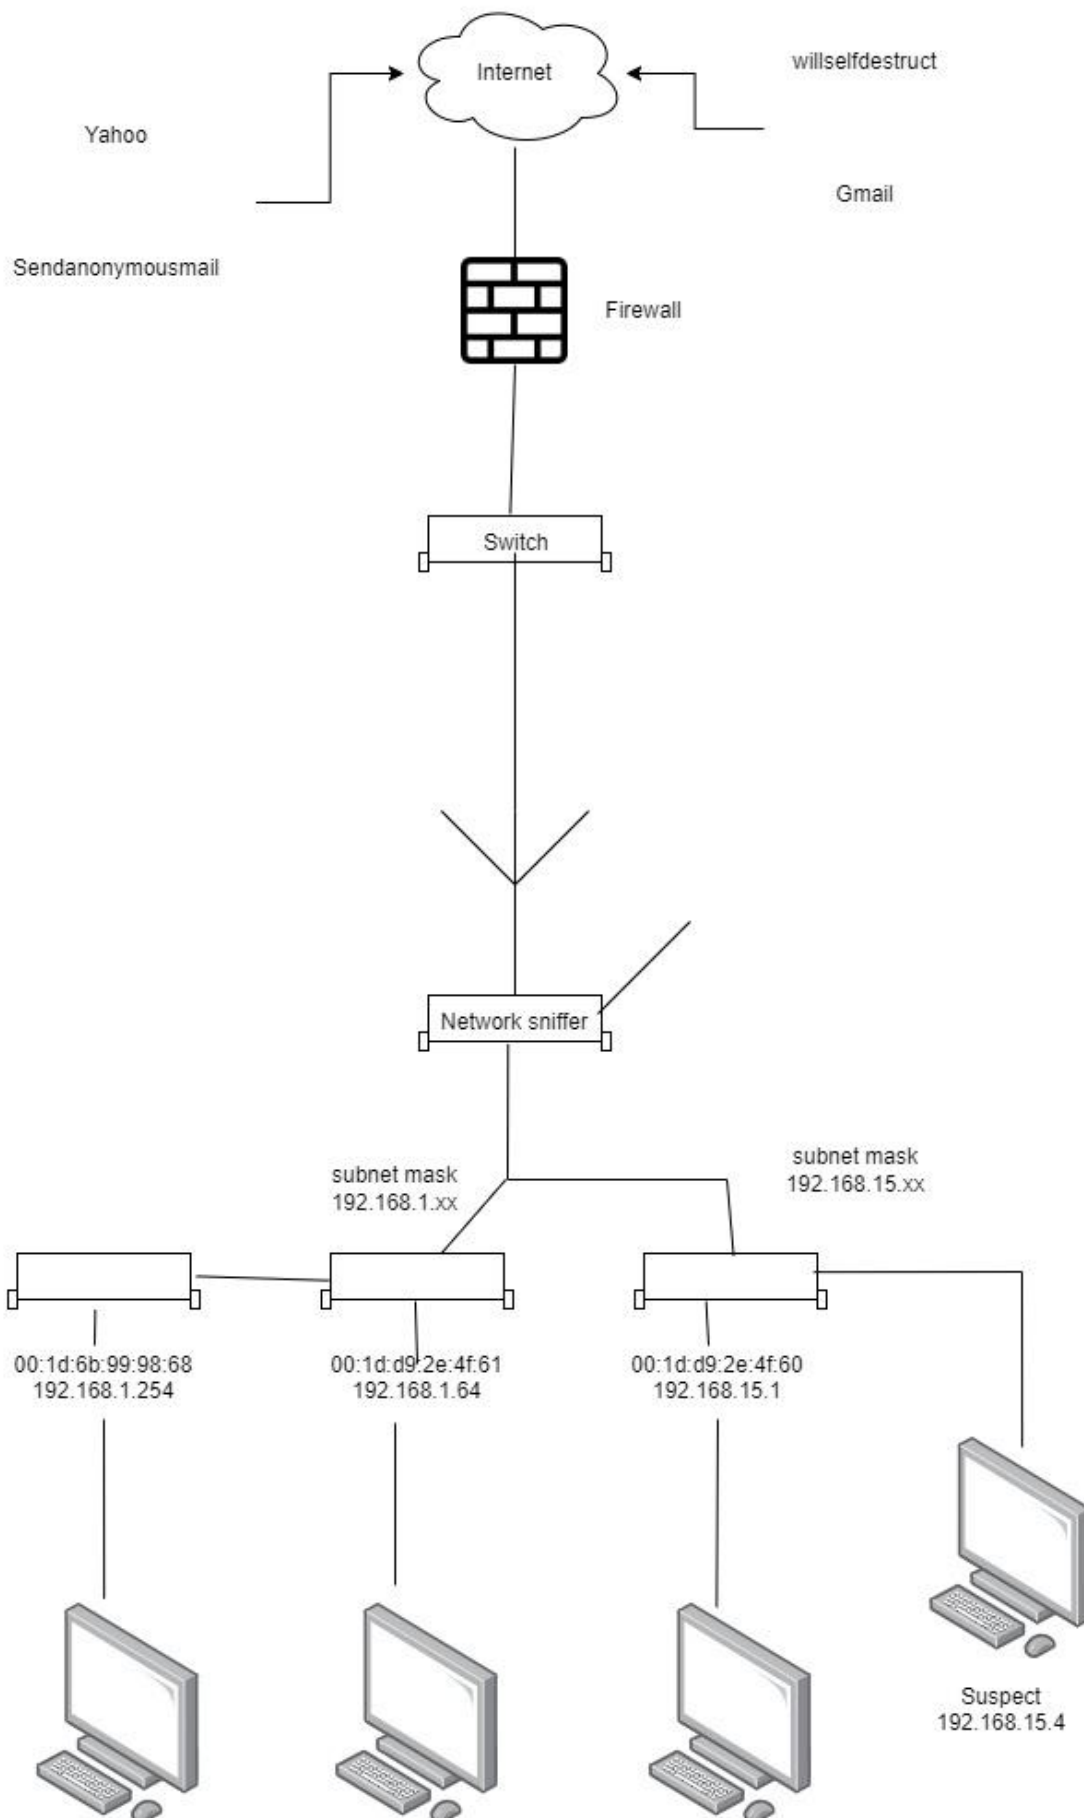 Internet
willselfdestruct
Yahoo
Gmail
Sendanonymousmail
Firewall
Switch
Network sniffer
subnet mask
192.168.1.xx
subnet mask
192.168.15.xx
00:1d:6b:99:98:68
192.168.1.254
00:1d:d9:2e:4f:61
192.168.1.64
00:1d:d9:2e:4f:60
192.168.15.1
Suspect
192.168.15.4